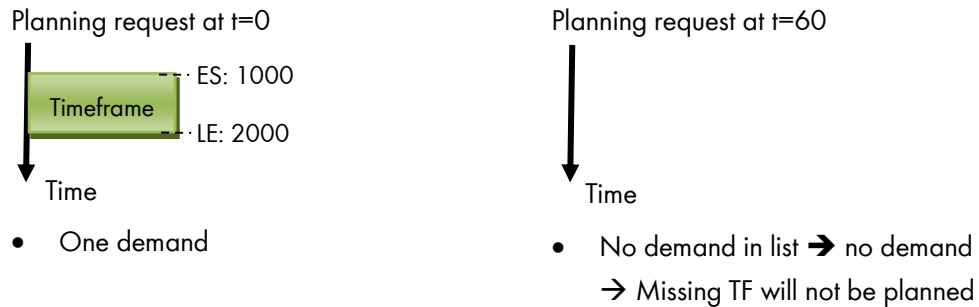 Planning request at t=0
ES: 1000
Timeframe
LE: 2000
Time
• One demand
Planning request at t=60
Time
• No demand in list ➔ no demand
→ Missing TF will not be planned